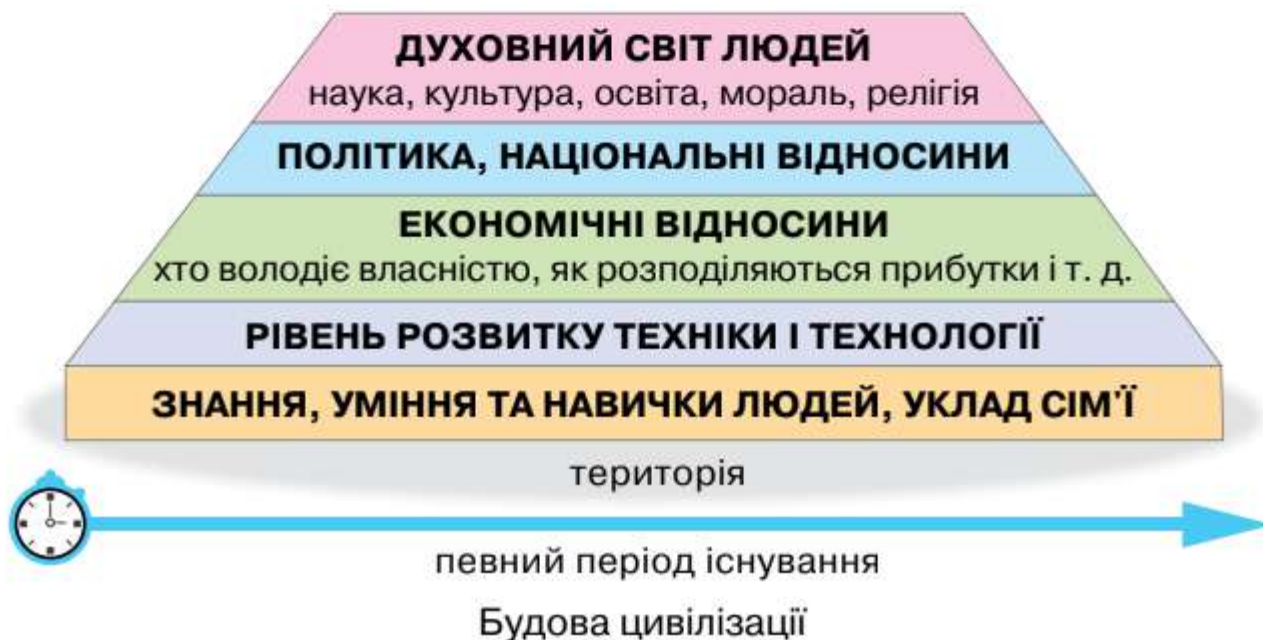 ДУХОВНИЙ СВІТ ЛЮДЕЙ
наука, культура, освіта, мораль, релігія
ПОЛІТИКА, НАЦІОНАЛЬНІ ВІДНОСИНИ
ЕКОНОМІЧНІ ВІДНОСИНИ
хто володіє власністю, як розподіляються прибутки і т. д.
РІВЕНЬ РОЗВИТКУ ТЕХНІКИ І ТЕХНОЛОГІЇ
ЗНАННЯ, УМІННЯ ТА НАВИЧКИ ЛЮДЕЙ, УКЛАД СІМ'Ї
територія
певний період існування
Будова цивілізації